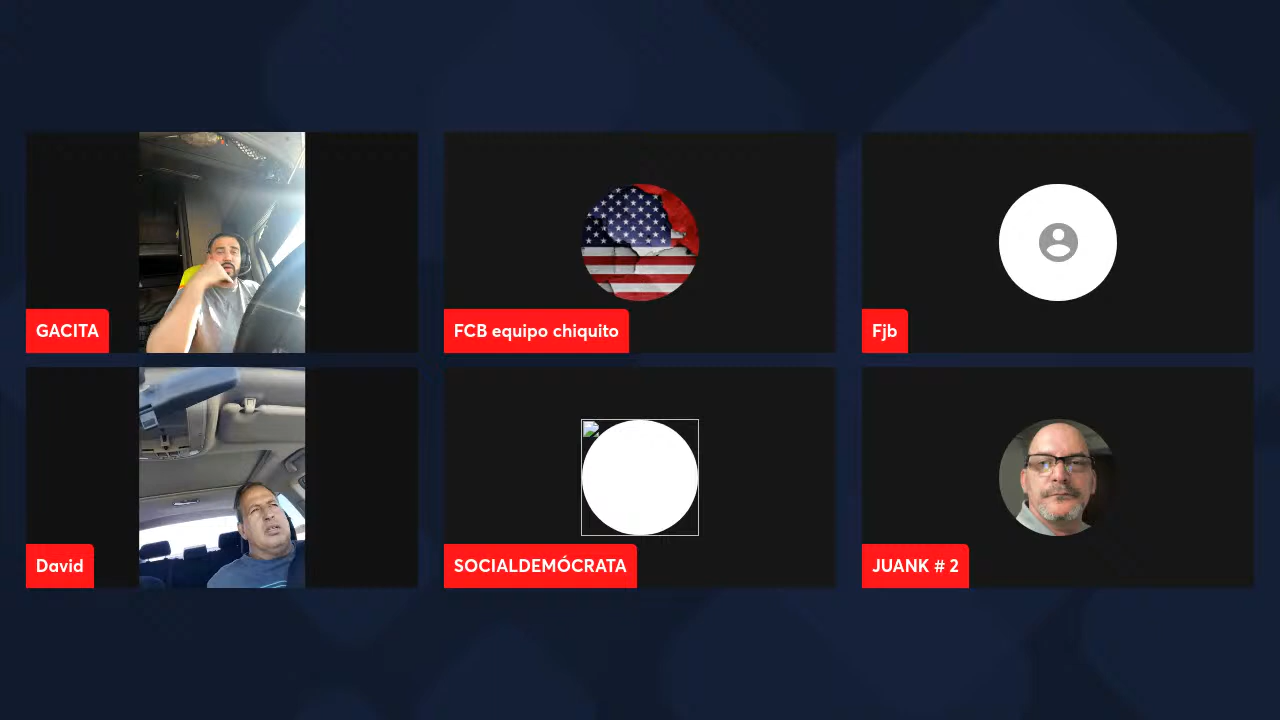 GACITA
FCB equipo chiquito
Fjb
David
SOCIALDEMÓCRATA
JUANK # 2